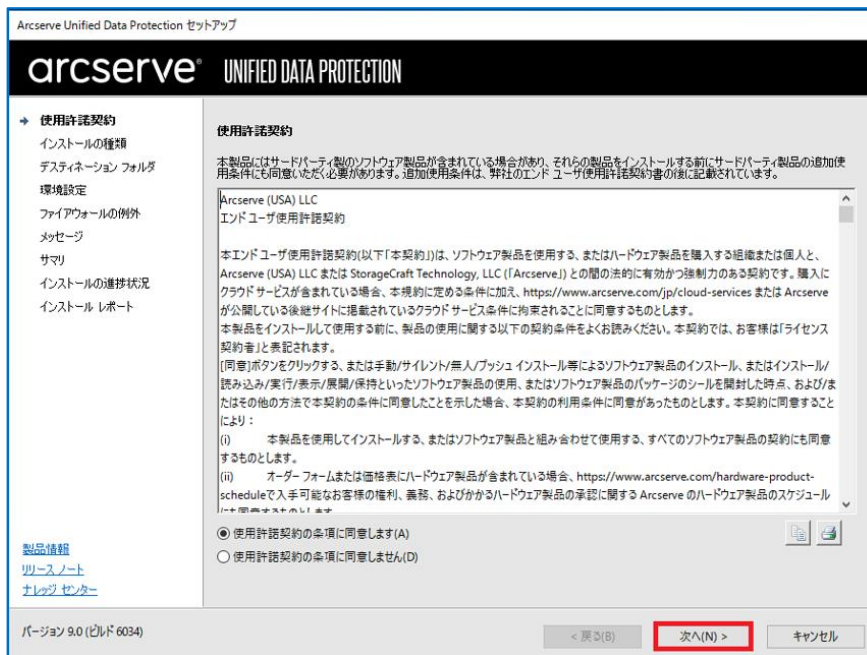 Arcserve Unified Data Protection セットアップ
arcserve® UNIFIED DATA PROTECTION
使用許諾契約
インストールの種類
デスティネーション フォルダ
環境設定
ファイアウォールの例外
メッセージ
サマリ
インストールの進捗状況
インストール レポート
製品情報
リリース ノート
ナレッジ センター
使用許諾契約
本製品にはサードパーティ製のソフトウェア製品が含まれている場合があり、それらの製品をインストールする前にサードパーティ製品の追加使
用条件にも同意いただく必要があります。追加使用条件は、弊社のエンド ユーザ使用許諾契約書の後に記載されています。
Arcserve (USA) LLC
エンド ユーザ使用許諾契約
本エンド ユーザ使用許諾契約(以下「本契約」)は、ソフトウェア製品を使用する、またはハードウェア製品を購入する組織または個人と、
Arcserve (USA) LLC または StorageCraft Technology, LLC (「Arcserve」) との間の法的に有効かつ強制力のある契約です。購入に
クラウド サービスが含まれている場合、本規約に定める条件に加え、https://www.arcserve.com/jp/cloud-services または Arcserve
が公開している後継サイトに掲載されているクラウド サービス条件に拘束されることに同意するものとします。
本製品をインストールして使用する前に、製品の使用に関する以下の契約条件をよくお読みください。本契約では、お客様は「ライセンス
契約者」と表記されます。
[同意]ボタンをクリックする、または手動/サイレント/無人/プッシュ インストール等によるソフトウェア製品のインストール、またはインストール/
読み込み/実行/表示/展開/保持といったソフトウェア製品の使用、またはソフトウェア製品のパッケージのシールを開封した時点、および/ま
たはその他の方法で本契約の条件に同意したことを示した場合、本契約の利用条件に同意があったものとします。本契約に同意すること
により：
(i) 本製品を使用してインストールする、またはソフトウェア製品と組み合わせて使用する、すべてのソフトウェア製品の契約にも同意
するものとします。
(ii) オーダー フォームまたは価格表にハードウェア製品が含まれている場合、https://www.arcserve.com/hardware-product-
scheduleで入手可能なお客様の権利、義務、およびかかるハードウェア製品の承認に関する Arcserve のハードウェア製品のスケジュール
にも同意するものとします。
使用許諾契約の条項に同意します(A)
使用許諾契約の条項に同意しません(D)
バージョン 9.0 (ビルド 6034)
< 戻る(B)
次へ(N) >
キャンセル